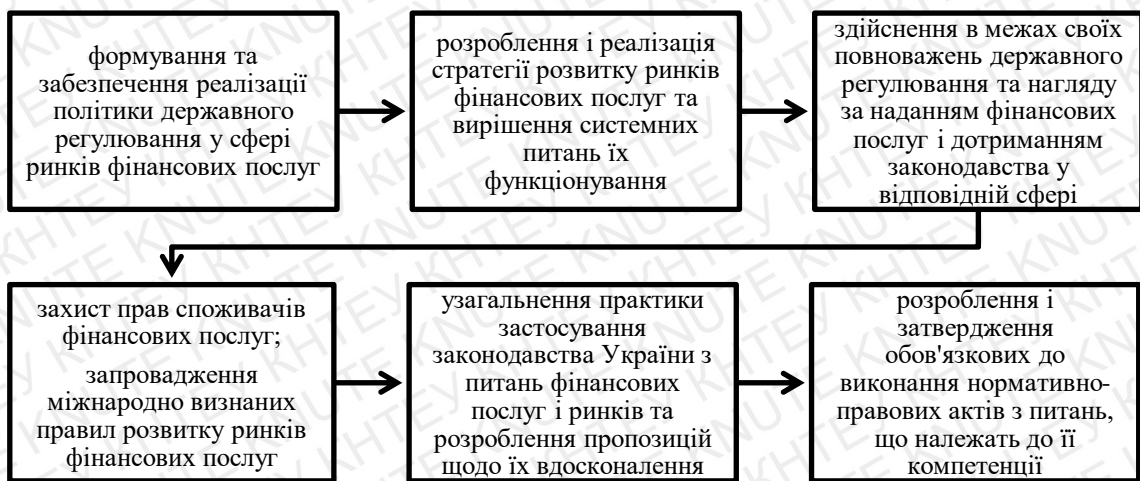 формування та
забезпечення реалізації
політики державного
регулювання у сфері
ринків фінансових послуг
розроблення і реалізація
стратегії розвитку ринків
фінансових послуг та
вирішення системних
питань їх
функціонування
здійснення в межах своїх
повноважень державного
регулювання та нагляду
за наданням фінансових
послуг і дотриманням
законодавства у
відповідній сфері
захист прав споживачів
фінансових послуг;
запровадження
міжнародно визнаних
правил розвитку ринків
фінансових послуг
узагальнення практики
застосування
законодавства України з
питань фінансових
послуг і ринків та
розроблення пропозицій
щодо їх вдосконалення
розроблення і
затвердження
обов'язкових до
виконання нормативно-
правових актів з питань,
що належать до її
компетенції